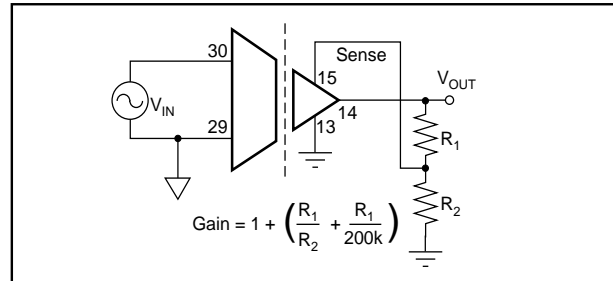 30
15
Sense
V_OUT
V_IN
14
29
13
R_1
R_2
Gain = 1 + ( R_1/R_2 + R_1/200k )